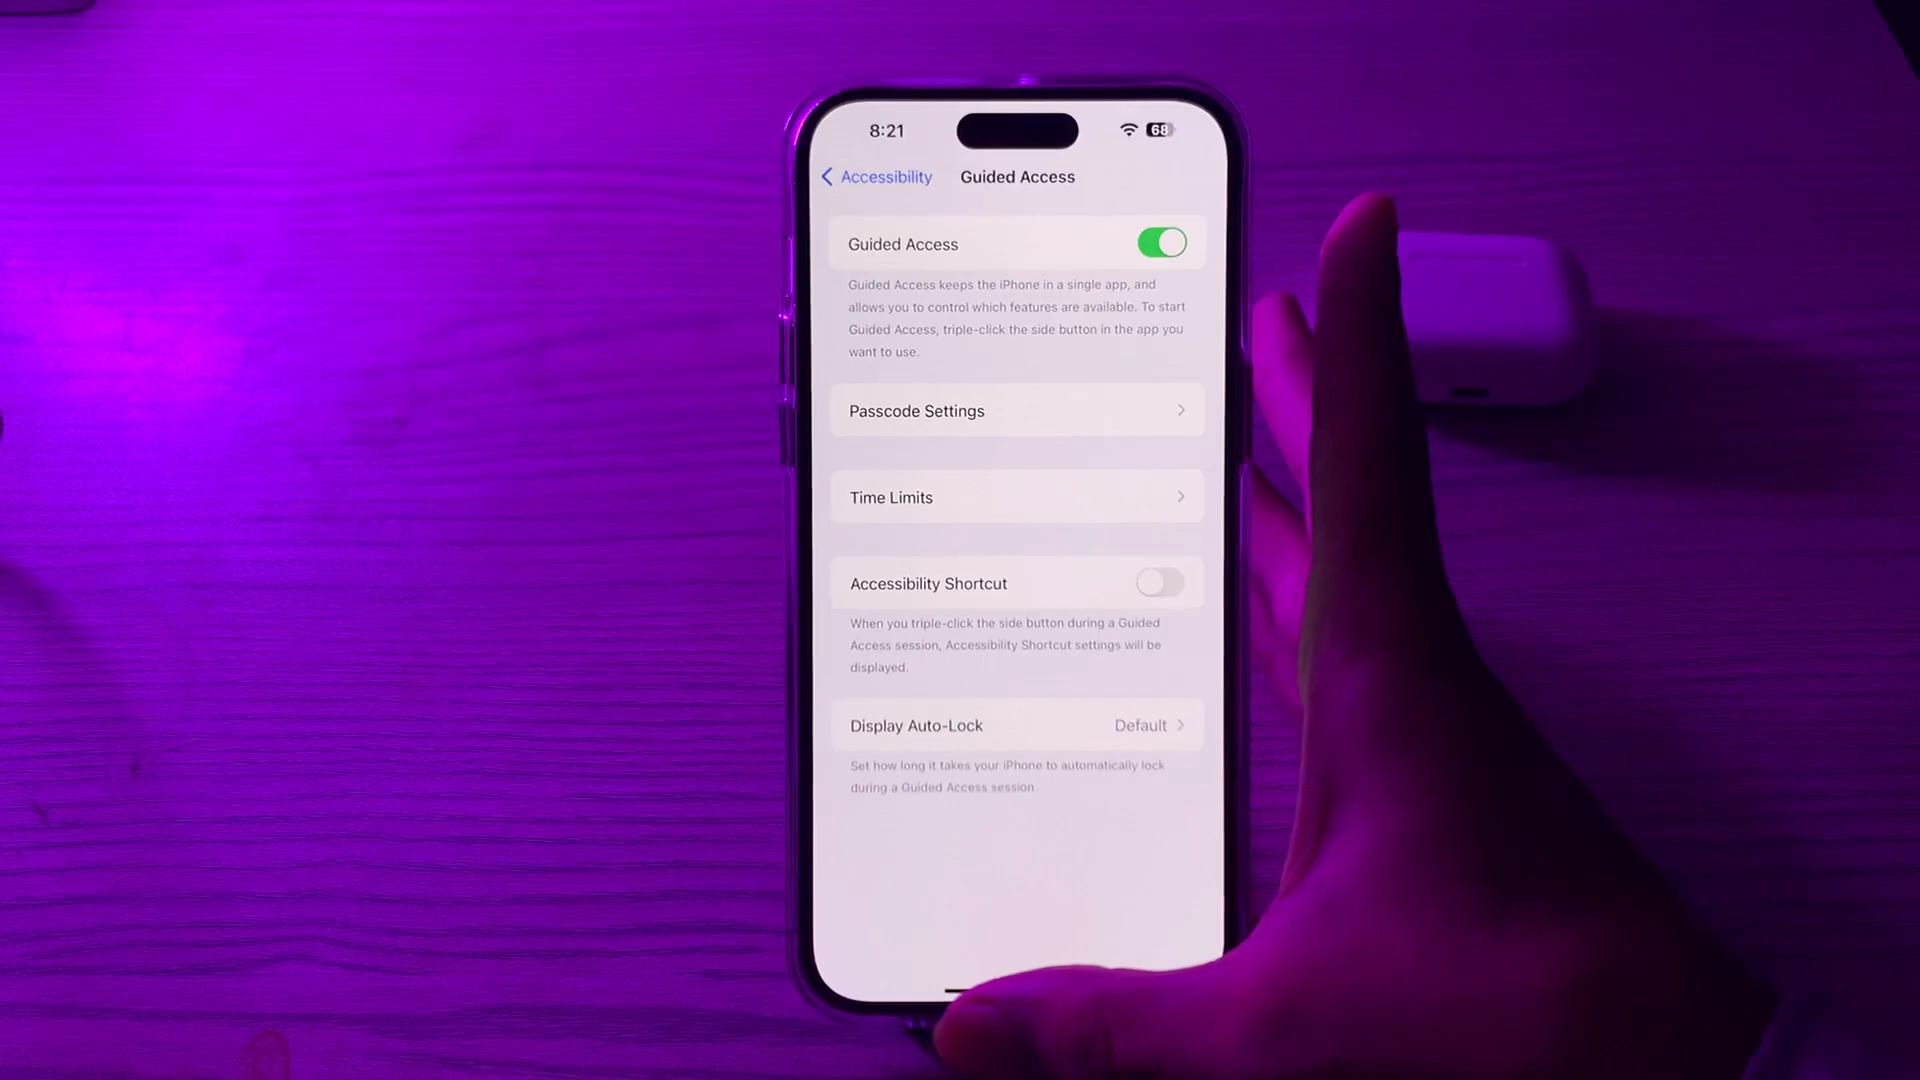 8:21
68
Accessibility
Guided Access
Guided Access
Guided Access keeps the iPhone in a single app, and
allows you to control which features are available. To start
Guided Access, triple-click the side button in the app you
want to use.
Passcode Settings
Time Limits
Accessibility Shortcut
When you triple-click the side button during a Guided
Access session, Accessibility Shortcut settings will be
displayed.
Display Auto-Lock Default
Set how long it takes your iPhone to automatically lock
during a Guided Access session.